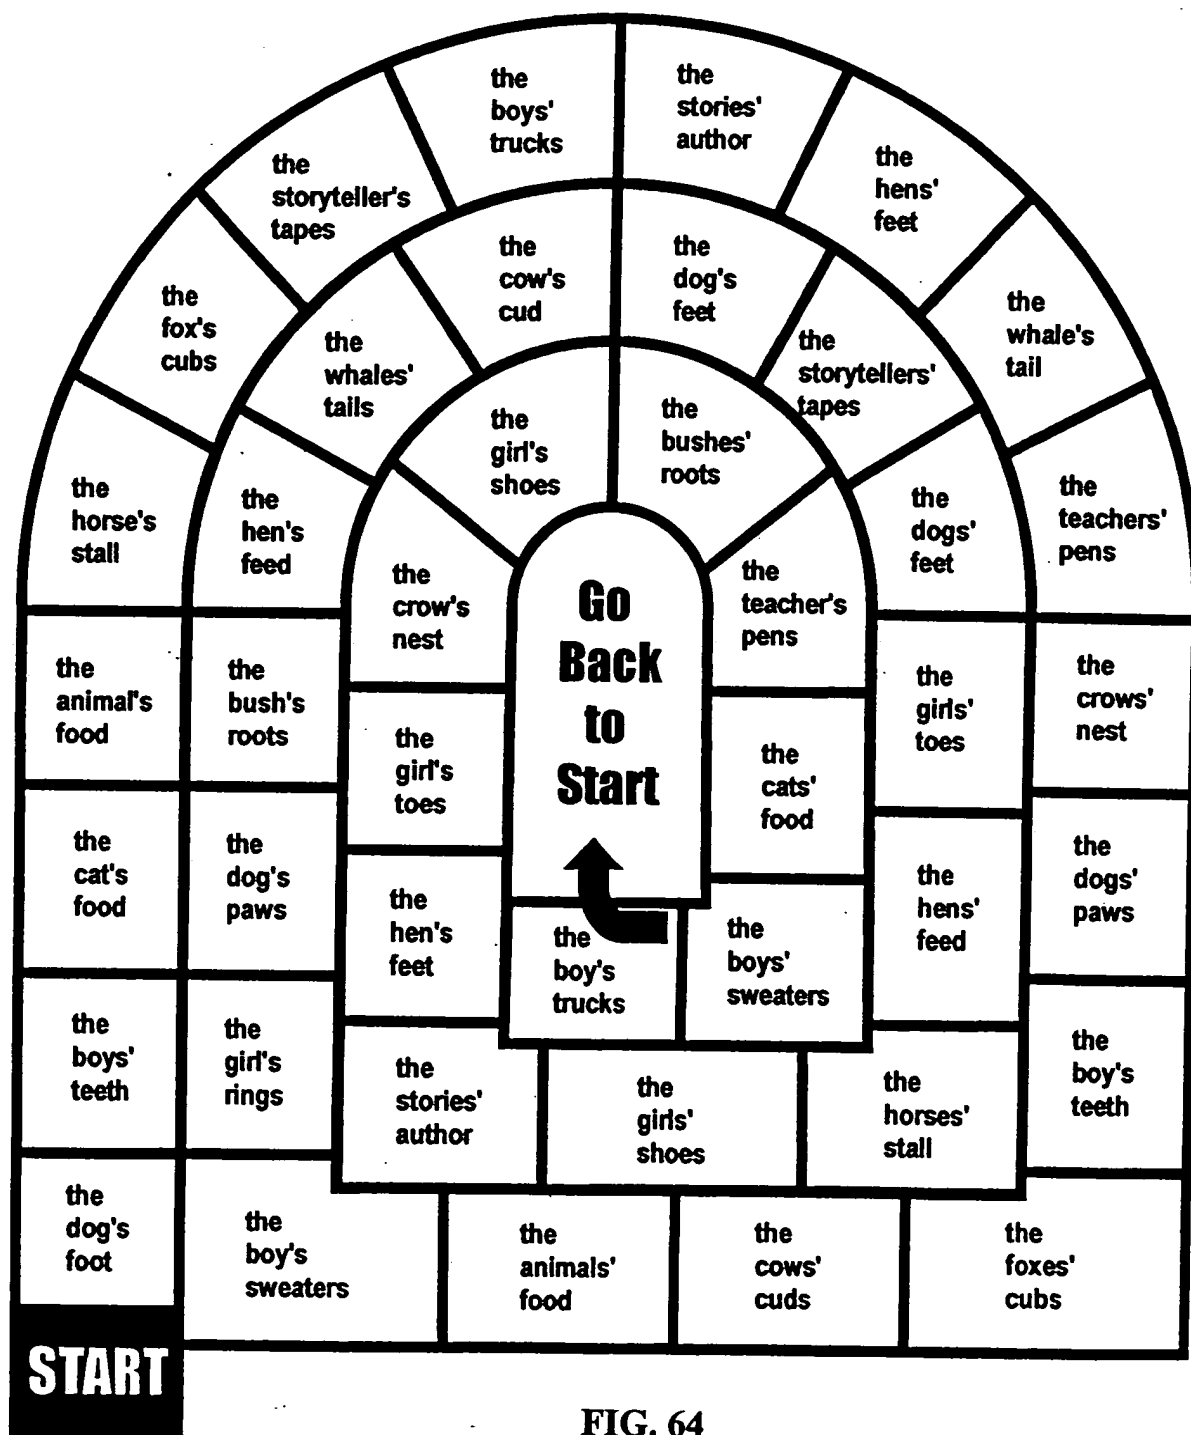 the
boys'
trucks
the
stories'
author
the
storyteller's
tapes
the
hens'
feet
the
fox's
cubs
the
cow's
cud
the
dog's
feet
the
whale's
tail
the
whales'
tails
the
storytellers'
tapes
the
horse's
stall
the
hen's
feed
the
girl's
shoes
the
bushes'
roots
the
dogs'
feet
the
teachers'
pens
the
crow's
nest
Go
Back
to
Start
the
teacher's
pens
the
animal's
food
the
bush's
roots
the
girl's
toes
the
cats'
food
the
girls'
toes
the
crows'
nest
the
cat's
food
the
dog's
paws
the
hen's
feet
the
boy's
trucks
the
boys'
sweaters
the
hens'
feed
the
dogs'
paws
the
boys'
teeth
the
girl's
rings
the
stories'
author
the
girls'
shoes
the
horses'
stall
the
boy's
teeth
the
dog's
foot
the
boy's
sweaters
the
animals'
food
the
cows'
cuds
the
foxes'
cubs
START
FIG. 64